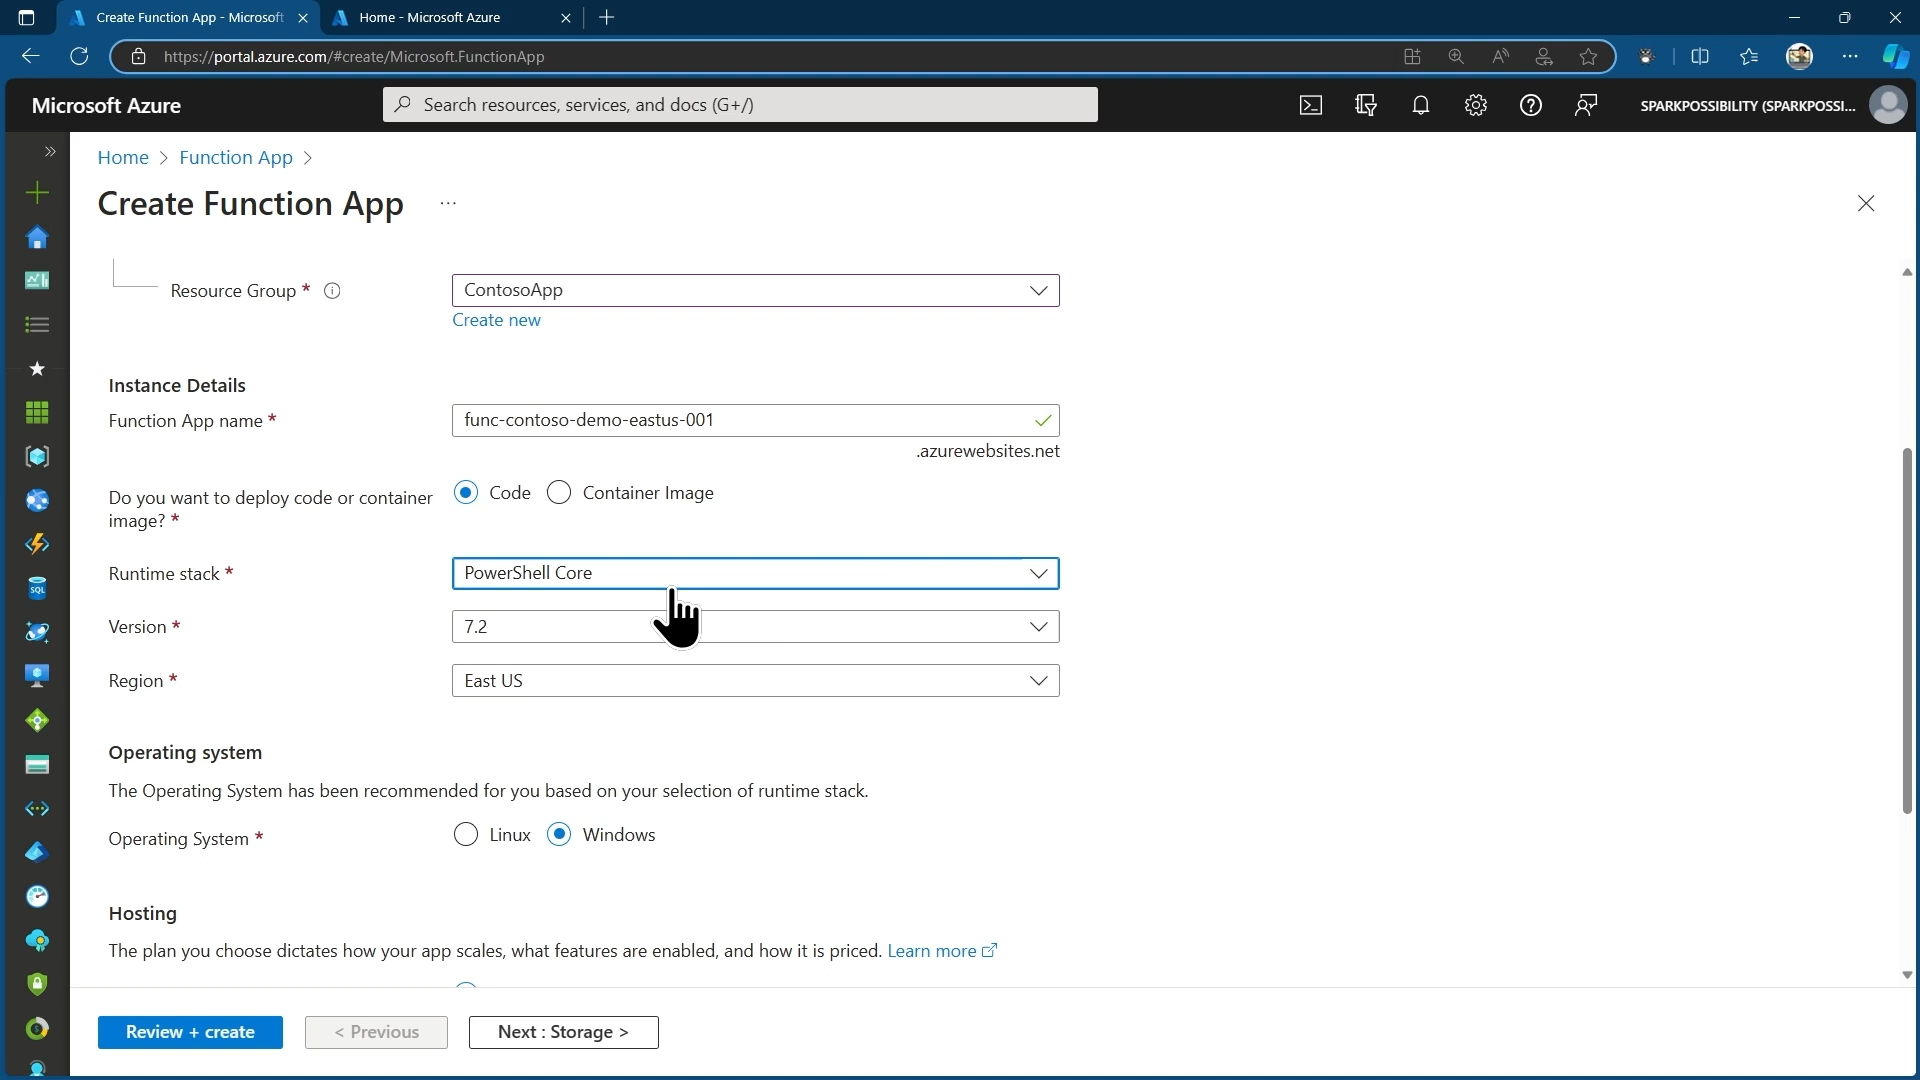 Create Function App - Microsoft
Home - Microsoft Azure
https://portal.azure.com/#create/Microsoft.FunctionApp
Microsoft Azure
Search resources, services, and docs (G+/)
SPARKPOSSIBILITY (SPARKPOSSI...
Home > Function App >
Create Function App ...
Resource Group *
ContosoApp
Create new
Instance Details
Function App name *
func-contoso-demo-eastus-001
.azurewebsites.net
Do you want to deploy code or container
image? *
Code
Container Image
Runtime stack *
PowerShell Core
Version *
7.2
Region *
East US
Operating system
The Operating System has been recommended for you based on your selection of runtime stack.
Operating System *
Linux
Windows
Hosting
The plan you choose dictates how your app scales, what features are enabled, and how it is priced. Learn more
Review + create
< Previous
Next : Storage >